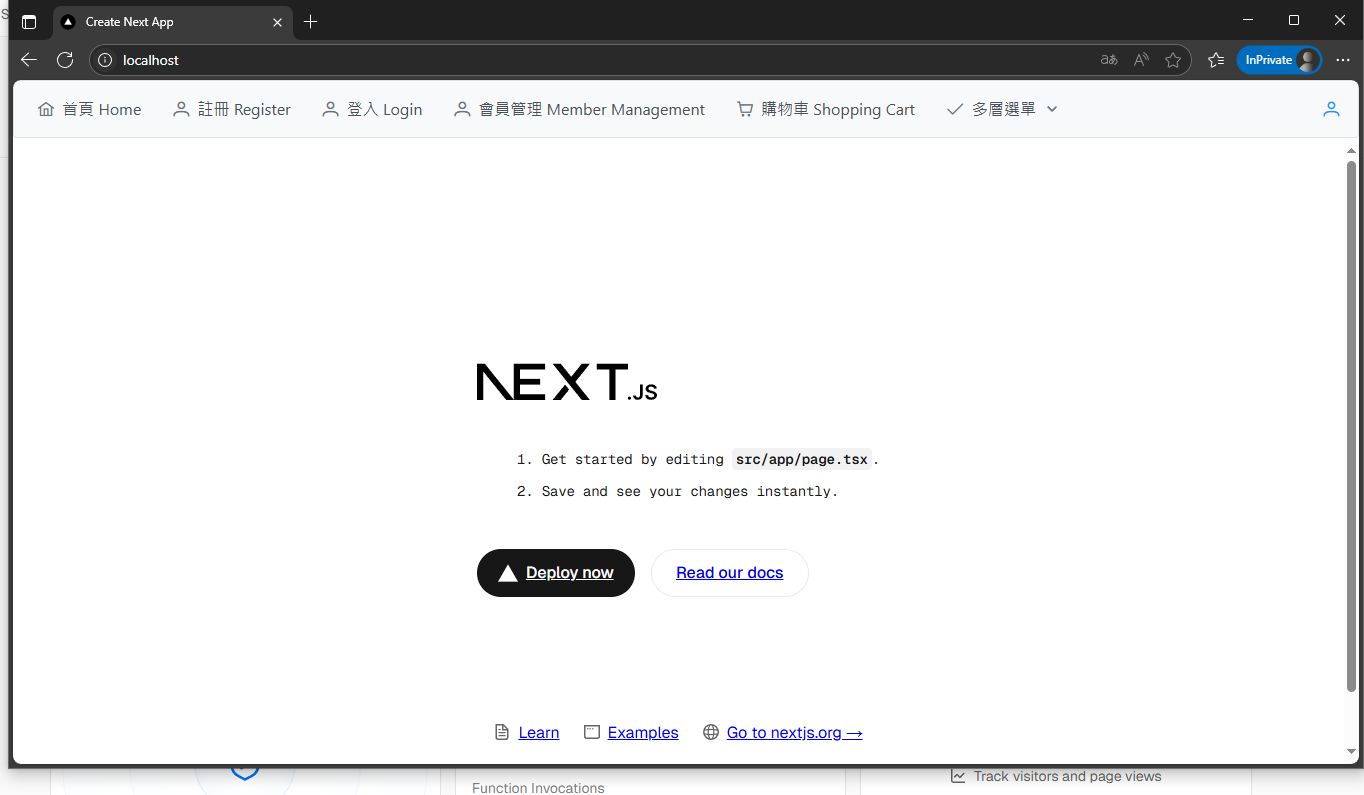 Create Next App
localhost
InPrivate
首頁 Home
註冊 Register
登入 Login
會員管理 Member Management
購物車 Shopping Cart
多層選單
NEXT.JS
1. Get started by editing src/app/page.tsx.
2. Save and see your changes instantly.
Deploy now
Read our docs
Learn
Examples
Go to nextjs.org →
Function Invocations
Track visitors and page views